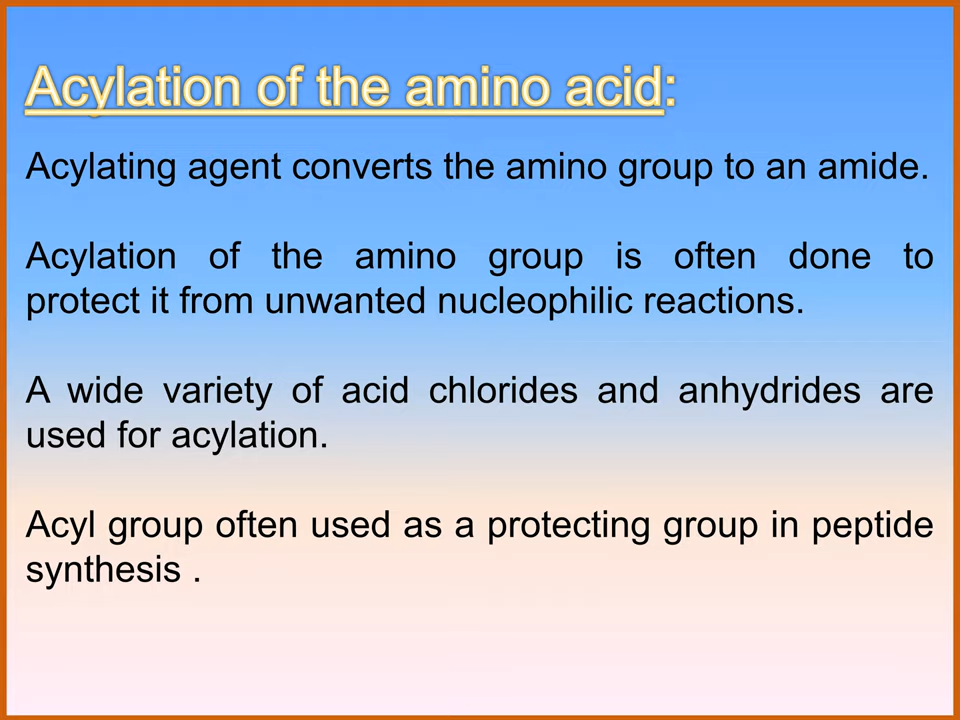 Acylation of the amino acid:
Acylating agent converts the amino group to an amide.
Acylation of the amino group is often done to
protect it from unwanted nucleophilic reactions.
A wide variety of acid chlorides and anhydrides are
used for acylation.
Acyl group often used as a protecting group in peptide
synthesis .